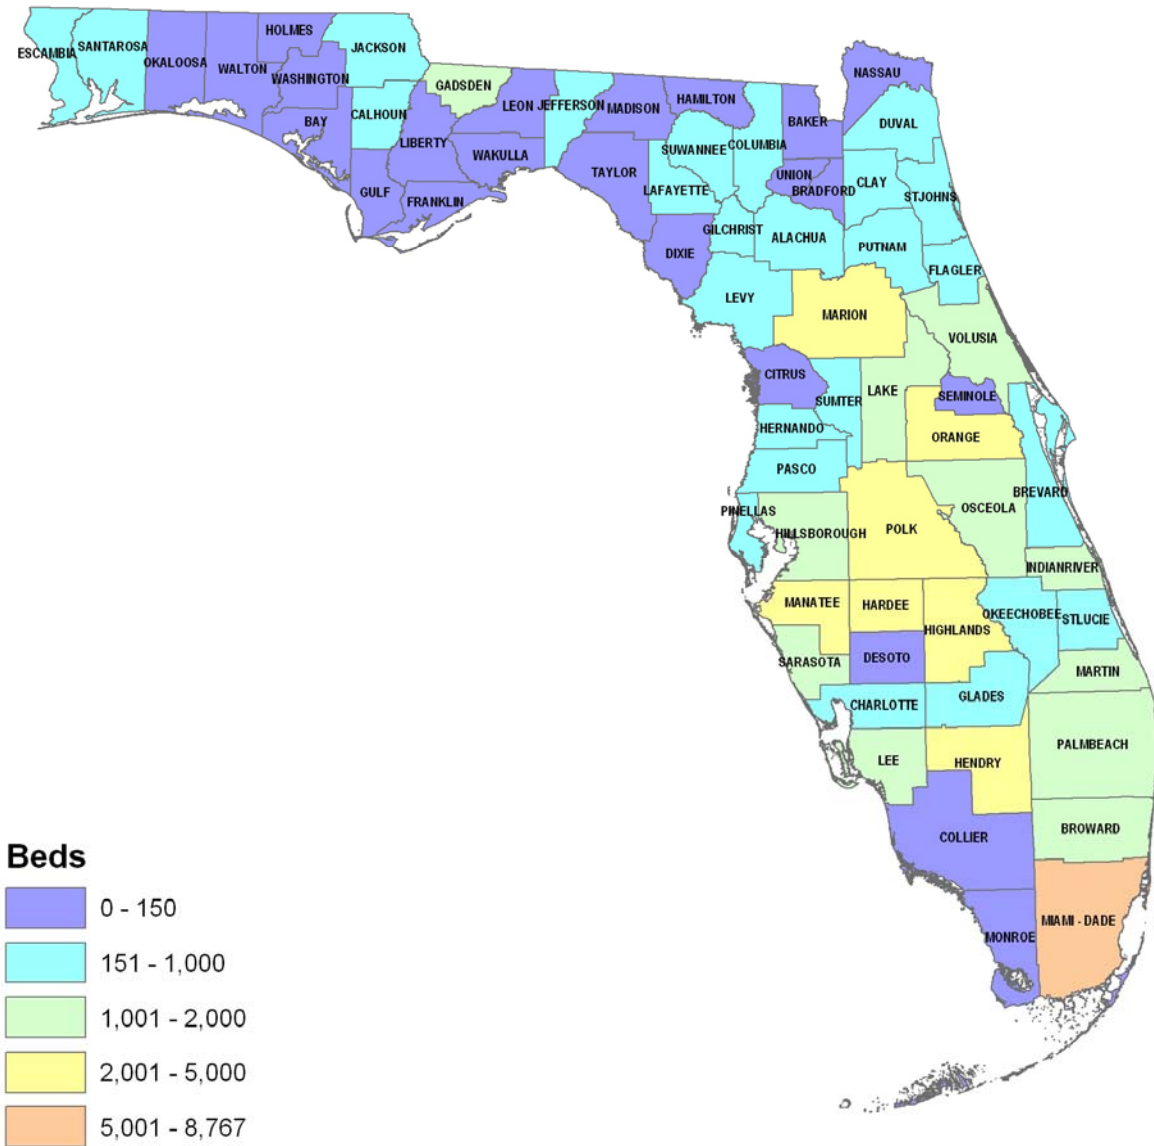 HOLMES
SANTAROSA
JACKSON
ESCAMBIA
OKALOOSA
WALTON
WASHINGTON
NASSAU
GADSDEN
LEON
JEFFERSON
MADISON
HAMILTON
BAY
CALHOUN
BAKER
DUVAL
LIBERTY
SUWANNEE
COLUMBIA
WAKULLA
TAYLOR
UNION
CLAY
GULF
FRANKLIN
LAFAYETTE
BRADFORD
STJOHNS
GILCHRIST
ALACHUA
PUTNAM
DIXIE
FLAGLER
LEVY
MARION
VOLUSIA
CITRUS
LAKE
SEMINOLE
SUMTER
HERNANDO
ORANGE
PASCO
BREVARD
PINELLAS
OSCEOLA
HILLSBOROUGH
POLK
INDIANRIVER
MANATEE
HARDEE
OKEECHOBEE
STLUCIE
HIGHLANDS
SARASOTA
DESOTO
MARTIN
CHARLOTTE
GLADES
PALMBEACH
LEE
HENDRY
BROWARD
COLLIER
MIAMI - DADE
MONROE
Beds
0 - 150
151 - 1,000
1,001 - 2,000
2,001 - 5,000
5,001 - 8,767